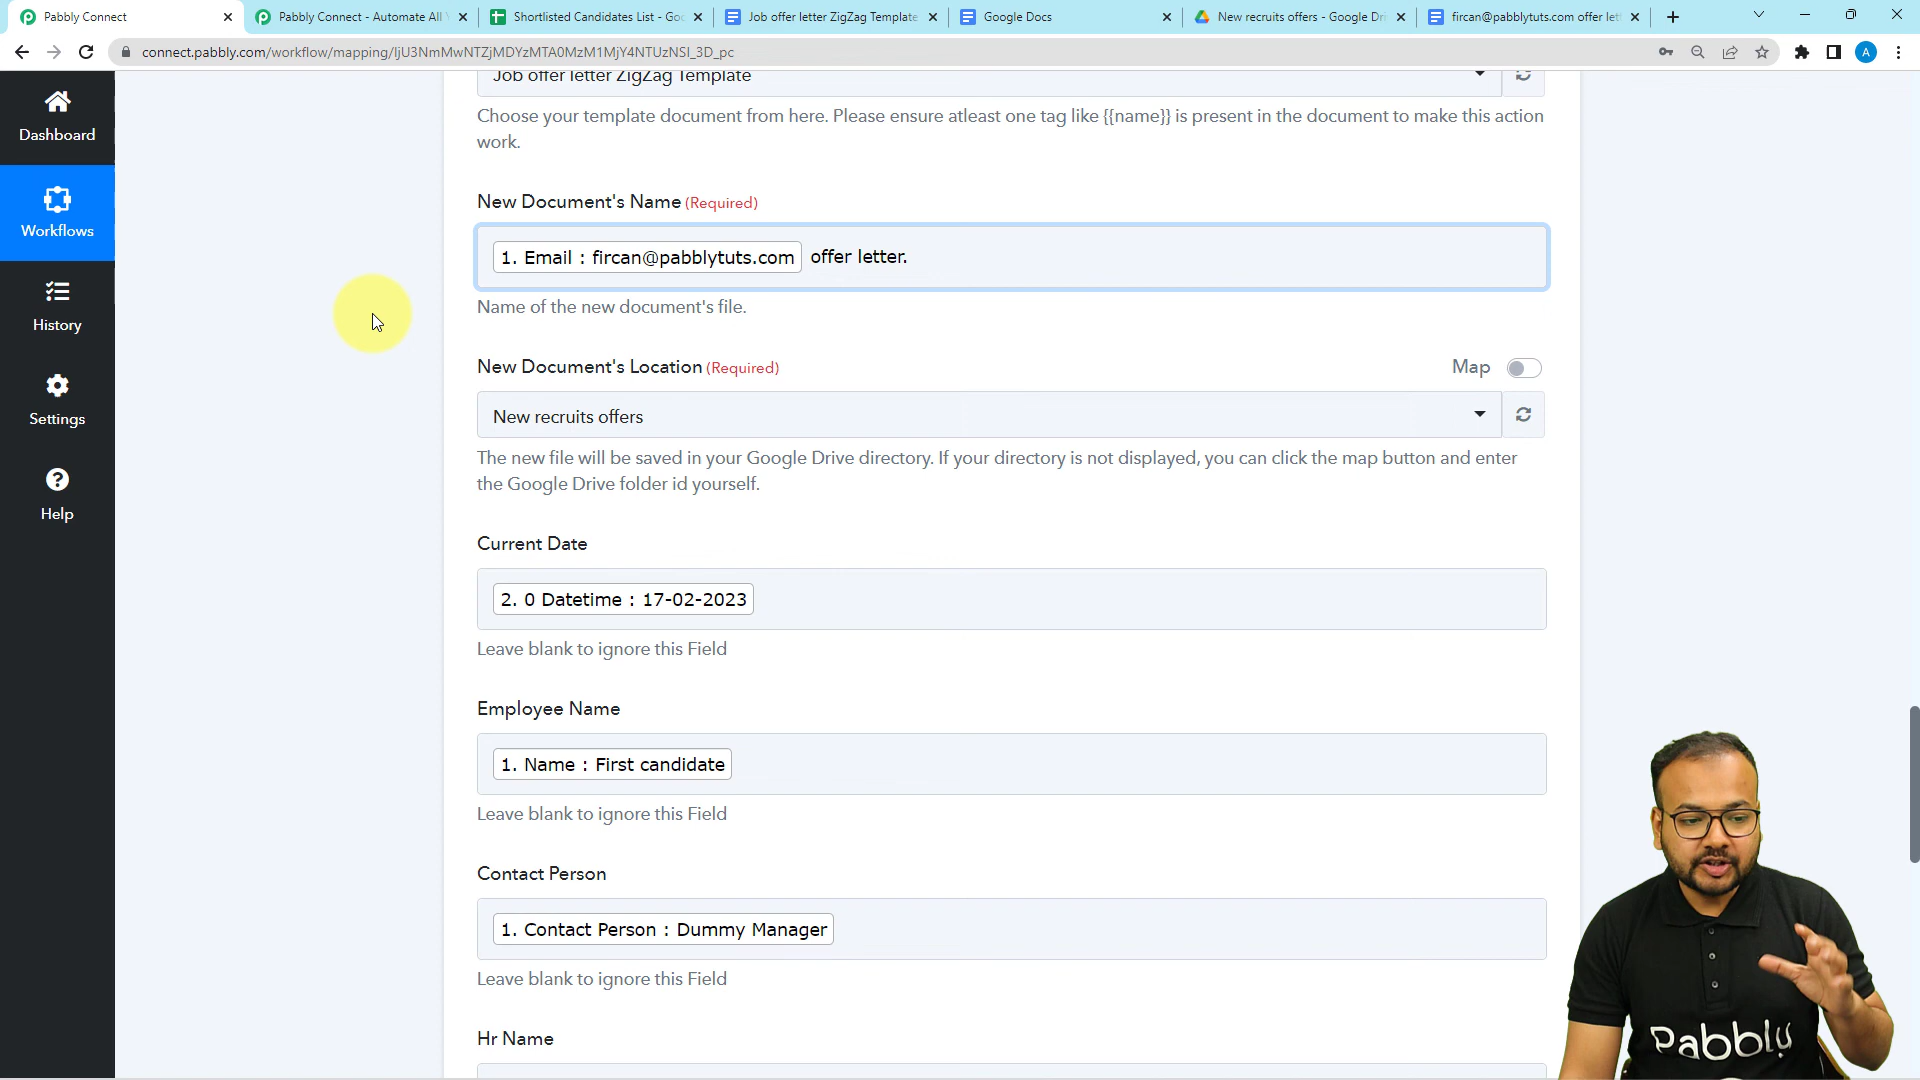 Pabbly Connect
Pabbly Connect - Automate All
Shortlisted Candidates List - Goo
Job offer letter ZigZag Template
Google Docs
New recruits offers - Google Dri
fircan@pabblytuts.com offer lett
connect.pabbly.com/workflow/mapping/IjU3NmMwNTZjMDYzMTA0MzM1MjY4NTUzNSI_3D_pc
A
Dashboard
Workflows
History
Settings
Help
Job offer letter ZigZag Template
Choose your template document from here. Please ensure atleast one tag like {{name}} is present in the document to make this action
work.
New Document's Name (Required)
1. Email : fircan@pabblytuts.com offer letter.
Name of the new document's file.
New Document's Location (Required)
Map
New recruits offers
The new file will be saved in your Google Drive directory. If your directory is not displayed, you can click the map button and enter
the Google Drive folder id yourself.
Current Date
2. 0 Datetime : 17-02-2023
Leave blank to ignore this Field
Employee Name
1. Name : First candidate
Leave blank to ignore this Field
Contact Person
1. Contact Person : Dummy Manager
Leave blank to ignore this Field
Hr Name
Pabbly